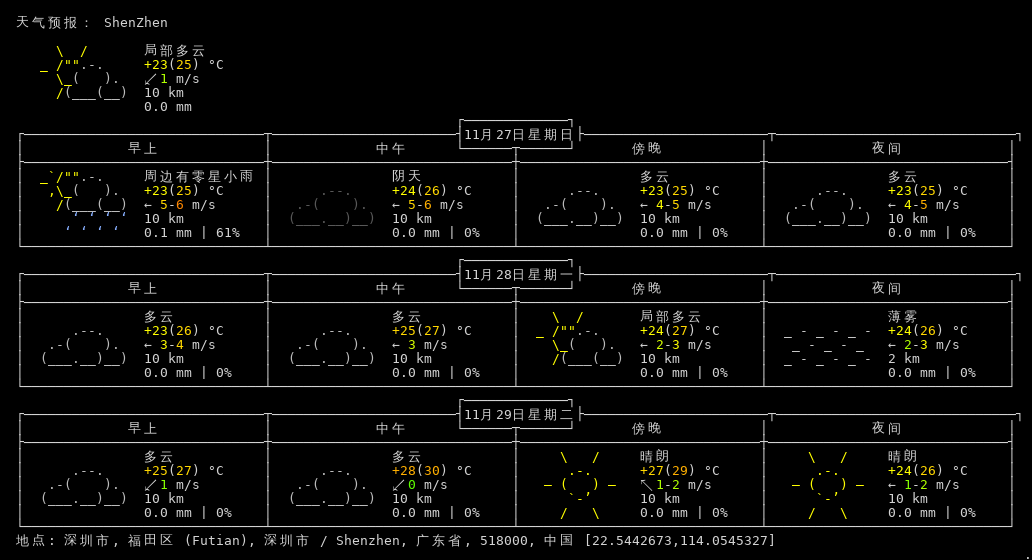 天气预报: ShenZhen
局部多云
+23(25) °C
↙ 1 m/s
10 km
0.0 mm
11月27日星期日
早上 中午 傍晚 夜间
周边有零星小雨 阴天 多云 多云
+23(25) °C +24(26) °C +23(25) °C +23(25) °C
← 5-6 m/s ← 5-6 m/s ← 4-5 m/s ← 4-5 m/s
10 km 10 km 10 km 10 km
0.1 mm | 61% 0.0 mm | 0% 0.0 mm | 0% 0.0 mm | 0%
11月28日星期一
早上 中午 傍晚 夜间
多云 多云 局部多云 薄雾
+23(26) °C +25(27) °C +24(27) °C +24(26) °C
← 3-4 m/s ← 3 m/s ← 2-3 m/s ← 2-3 m/s
10 km 10 km 10 km 2 km
0.0 mm | 0% 0.0 mm | 0% 0.0 mm | 0% 0.0 mm | 0%
11月29日星期二
早上 中午 傍晚 夜间
多云 多云 晴朗 晴朗
+25(27) °C +28(30) °C +27(29) °C +24(26) °C
↙ 1 m/s ↙ 0 m/s ↖ 1-2 m/s ← 1-2 m/s
10 km 10 km 10 km 10 km
0.0 mm | 0% 0.0 mm | 0% 0.0 mm | 0% 0.0 mm | 0%
地点: 深圳市, 福田区 (Futian), 深圳市 / Shenzhen, 广东省, 518000, 中国 [22.5442673,114.0545327]